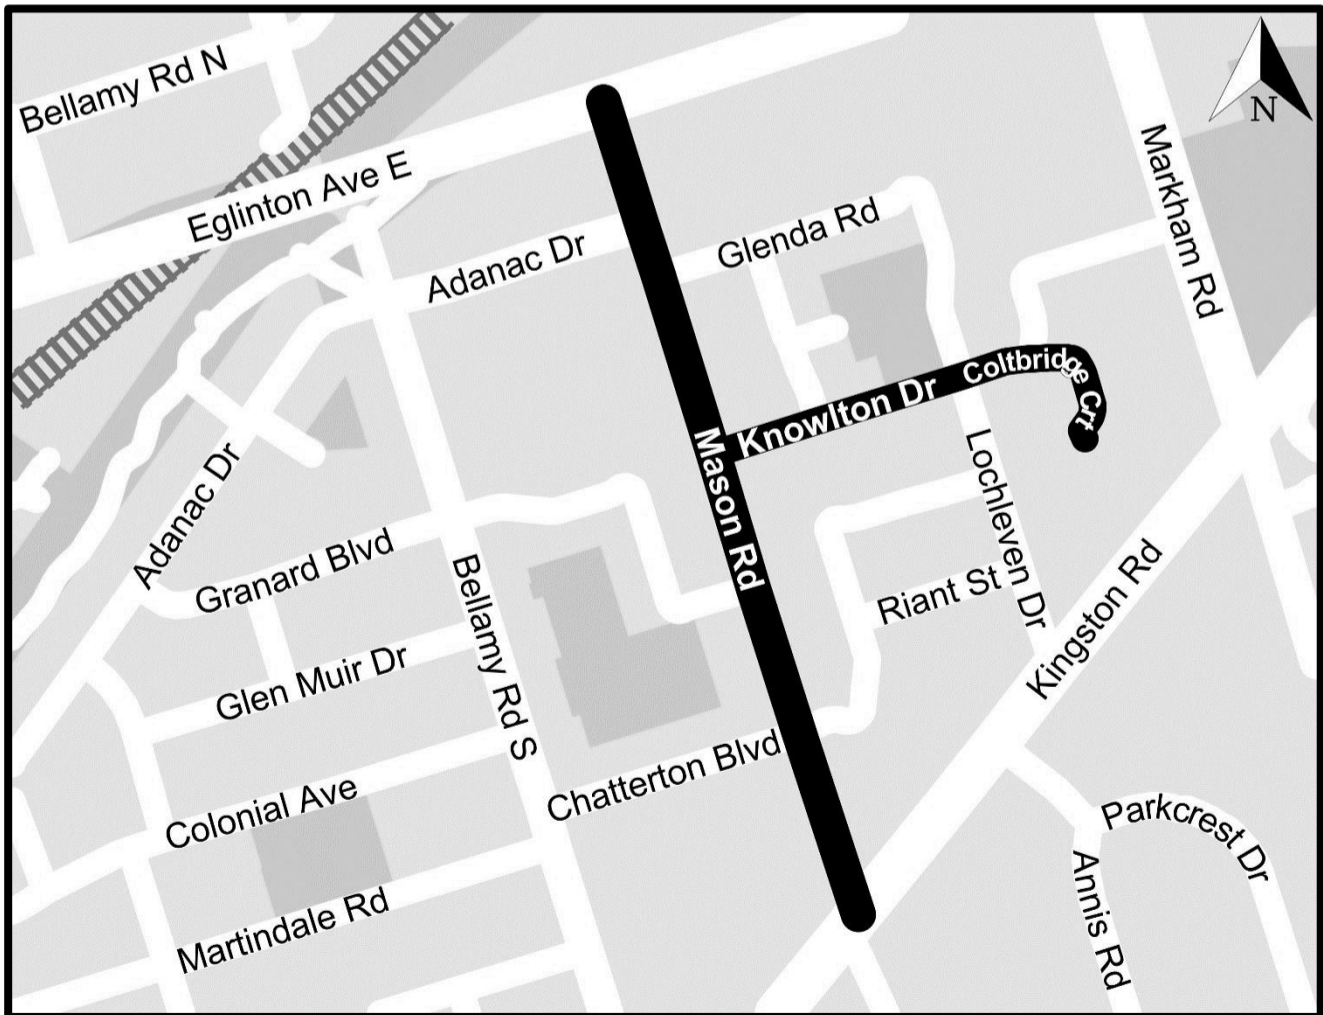 Bellamy Rd N
N
Eglinton Ave E
Markham Rd
Glenda Rd
Adanac Dr
Coltbridge Crt
Knowlton Dr
Mason Rd
Lochleven Dr
Adanac Dr
Granard Blvd
Bellamy Rd S
Riant St
Kingston Rd
Glen Muir Dr
Chatterton Blvd
Colonial Ave
Parkcrest Dr
Annis Rd
Martindale Rd